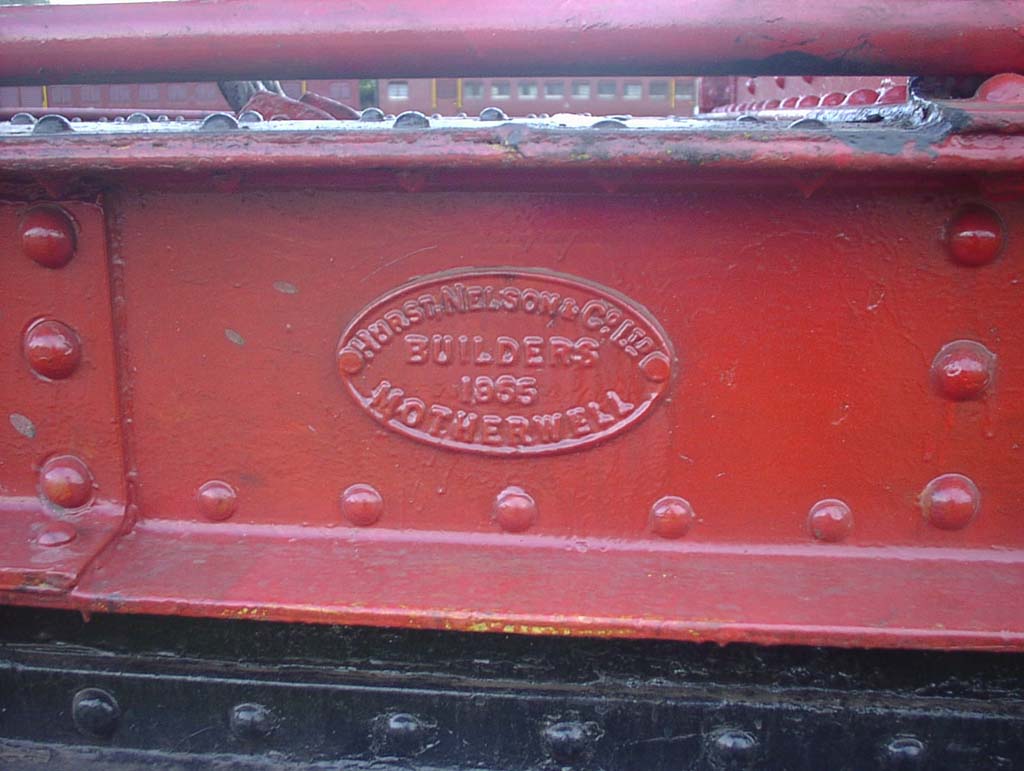 HURST, NELSON & Co LTD
BUILDERS
1965
MOTHERWELL